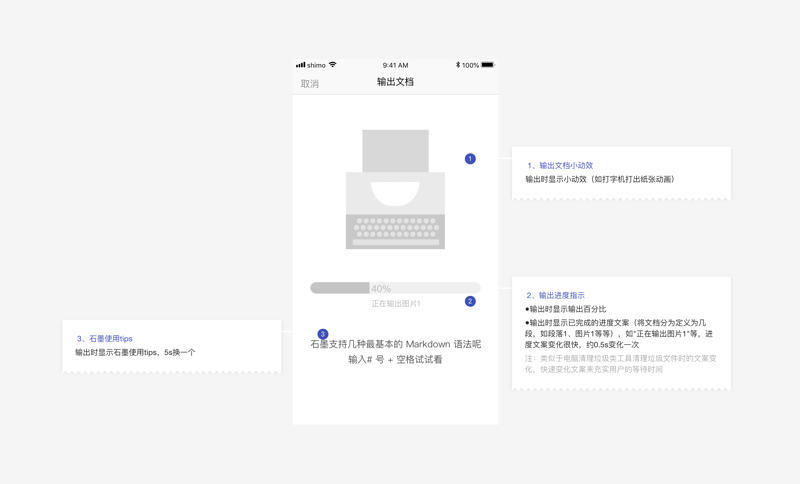 shimo
9:41 AM
100%
取消
输出文档
1
1、输出文档小动效
输出时显示小动效（如打字机打出纸张动画）
40%
正在输出图片1
2
2、输出进度指示
●输出时显示输出百分比
●输出时显示已完成的进度文案（将文档分为定义为几
段，如段落1、图片1等等），如“正在输出图片1”等，进
度文案变化很快，约0.5s变化一次
注：类似于电脑清理垃圾类工具清理垃圾文件时的文案变
化，快速变化文案来充实用户的等待时间
3
3、石墨使用tips
输出时显示石墨使用tips，5s换一个
石墨支持几种最基本的 Markdown 语法呢
输入# 号 + 空格试试看